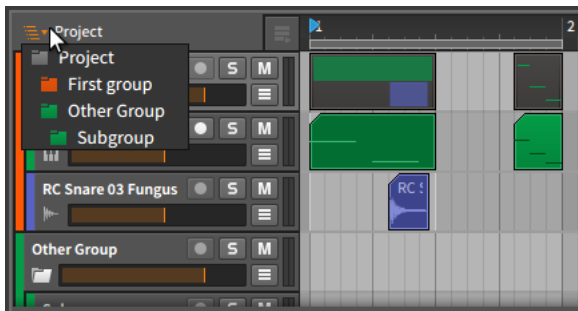 Project
1
2
Project
First group
Other Group
Subgroup
S M
S M
RC Snare 03 Fungus
S M
RC
Other Group
S M
S M